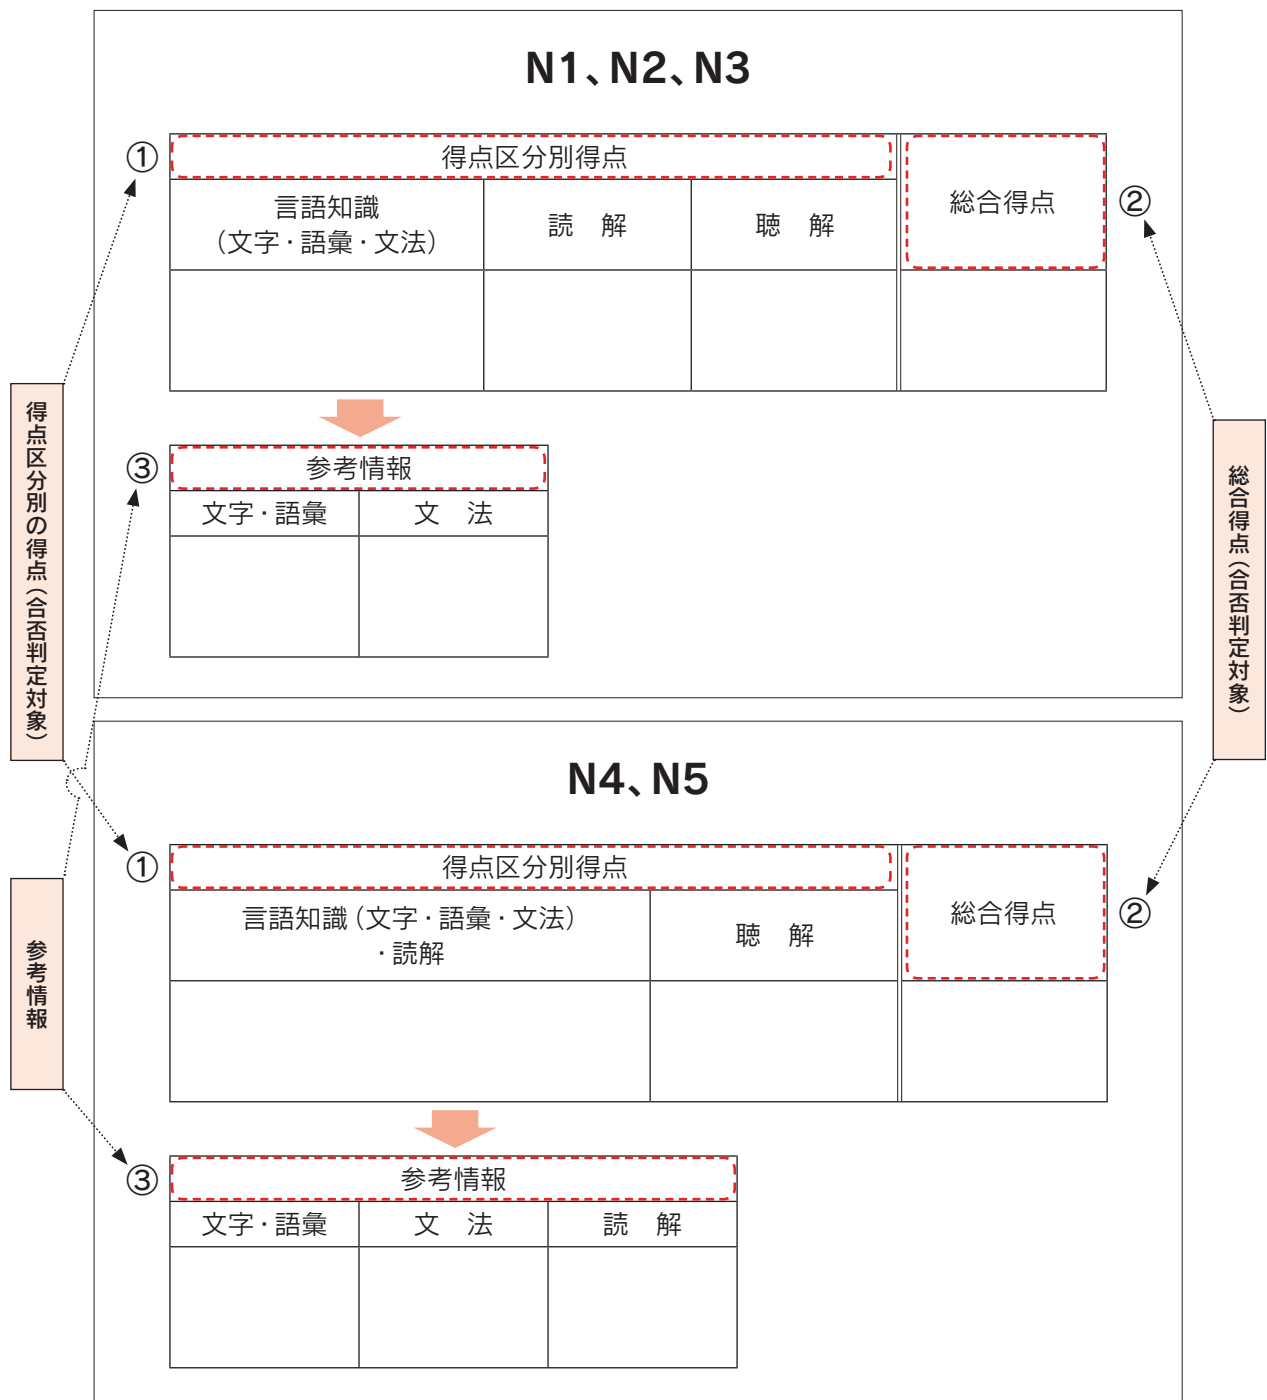 N1、N2、N3
①
得点区分別得点
総合得点
②
言語知識
（文字・語彙・文法）
読　解
聴　解
③
参考情報
文字・語彙
文　法
得点区分別の得点（合否判定対象）
総合得点（合否判定対象）
N4、N5
①
得点区分別得点
総合得点
②
言語知識（文字・語彙・文法）
・読解
聴　解
参考情報
③
参考情報
文字・語彙
文　法
読　解